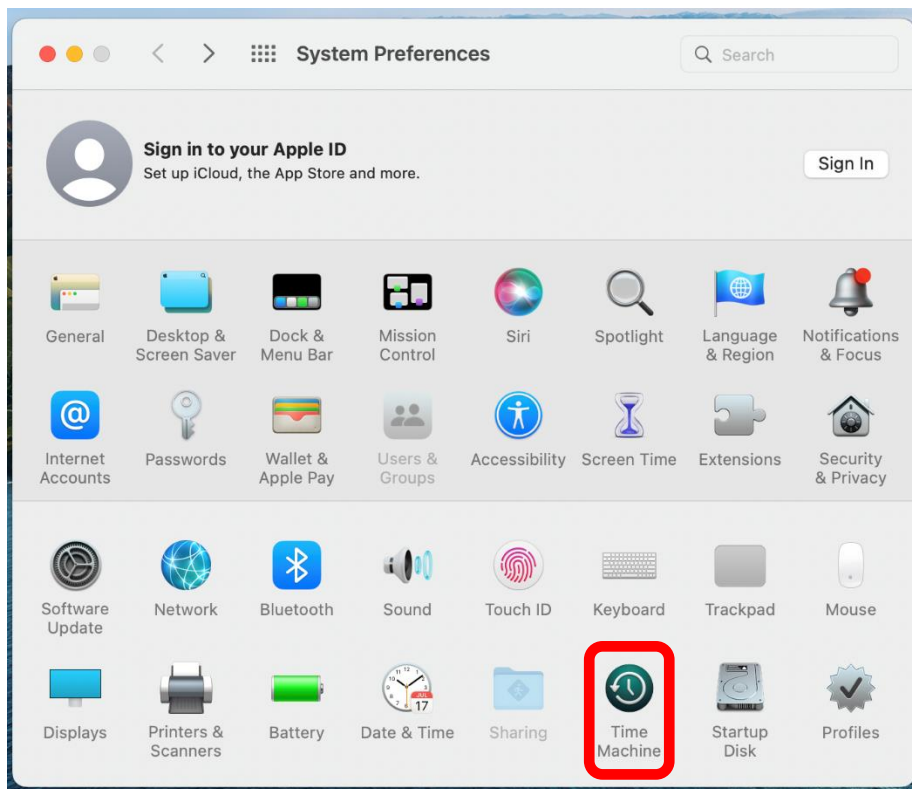 System Preferences
Search
Sign in to your Apple ID
Set up iCloud, the App Store and more.
Sign In
General
Desktop &
Screen Saver
Dock &
Menu Bar
Mission
Control
Siri
Spotlight
Language
& Region
Notifications
& Focus
Internet
Accounts
Passwords
Wallet &
Apple Pay
Users &
Groups
Accessibility
Screen Time
Extensions
Security
& Privacy
Software
Update
Network
Bluetooth
Sound
Touch ID
Keyboard
Trackpad
Mouse
Displays
Printers &
Scanners
Battery
JUL
17
Date & Time
Sharing
Time
Machine
Startup
Disk
Profiles